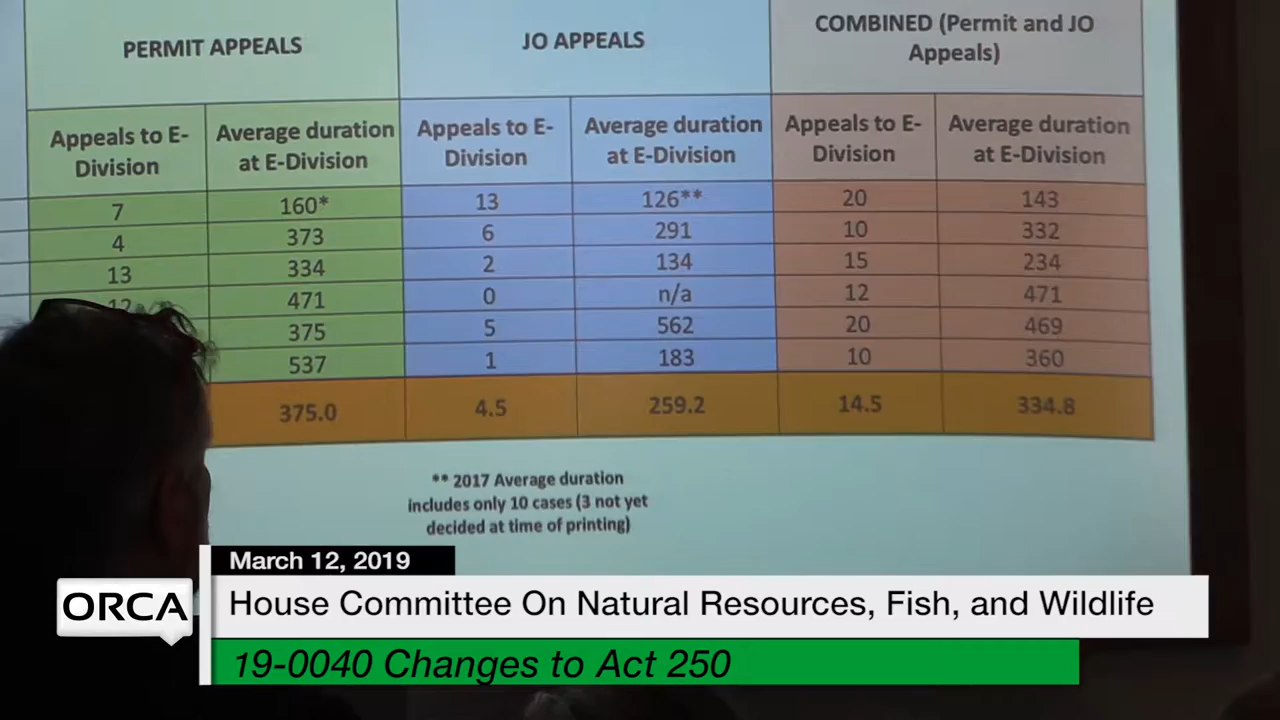 PERMIT APPEALS
JO APPEALS
COMBINED (Permit and JO
Appeals)
Appeals to E-
Division
Average duration
at E-Division
Appeals to E-
Division
Average duration
at E-Division
Appeals to E-
Division
Average duration
at E-Division
7 160* 13 126** 20 143
4 373 6 291 10 332
13 334 2 134 15 234
12 471 0 n/a 12 471
375 5 562 20 469
537 1 183 10 360
375.0 4.5 259.2 14.5 334.8
** 2017 Average duration
includes only 10 cases (3 not yet
decided at time of printing)
March 12, 2019
ORCA
House Committee On Natural Resources, Fish, and Wildlife
19-0040 Changes to Act 250